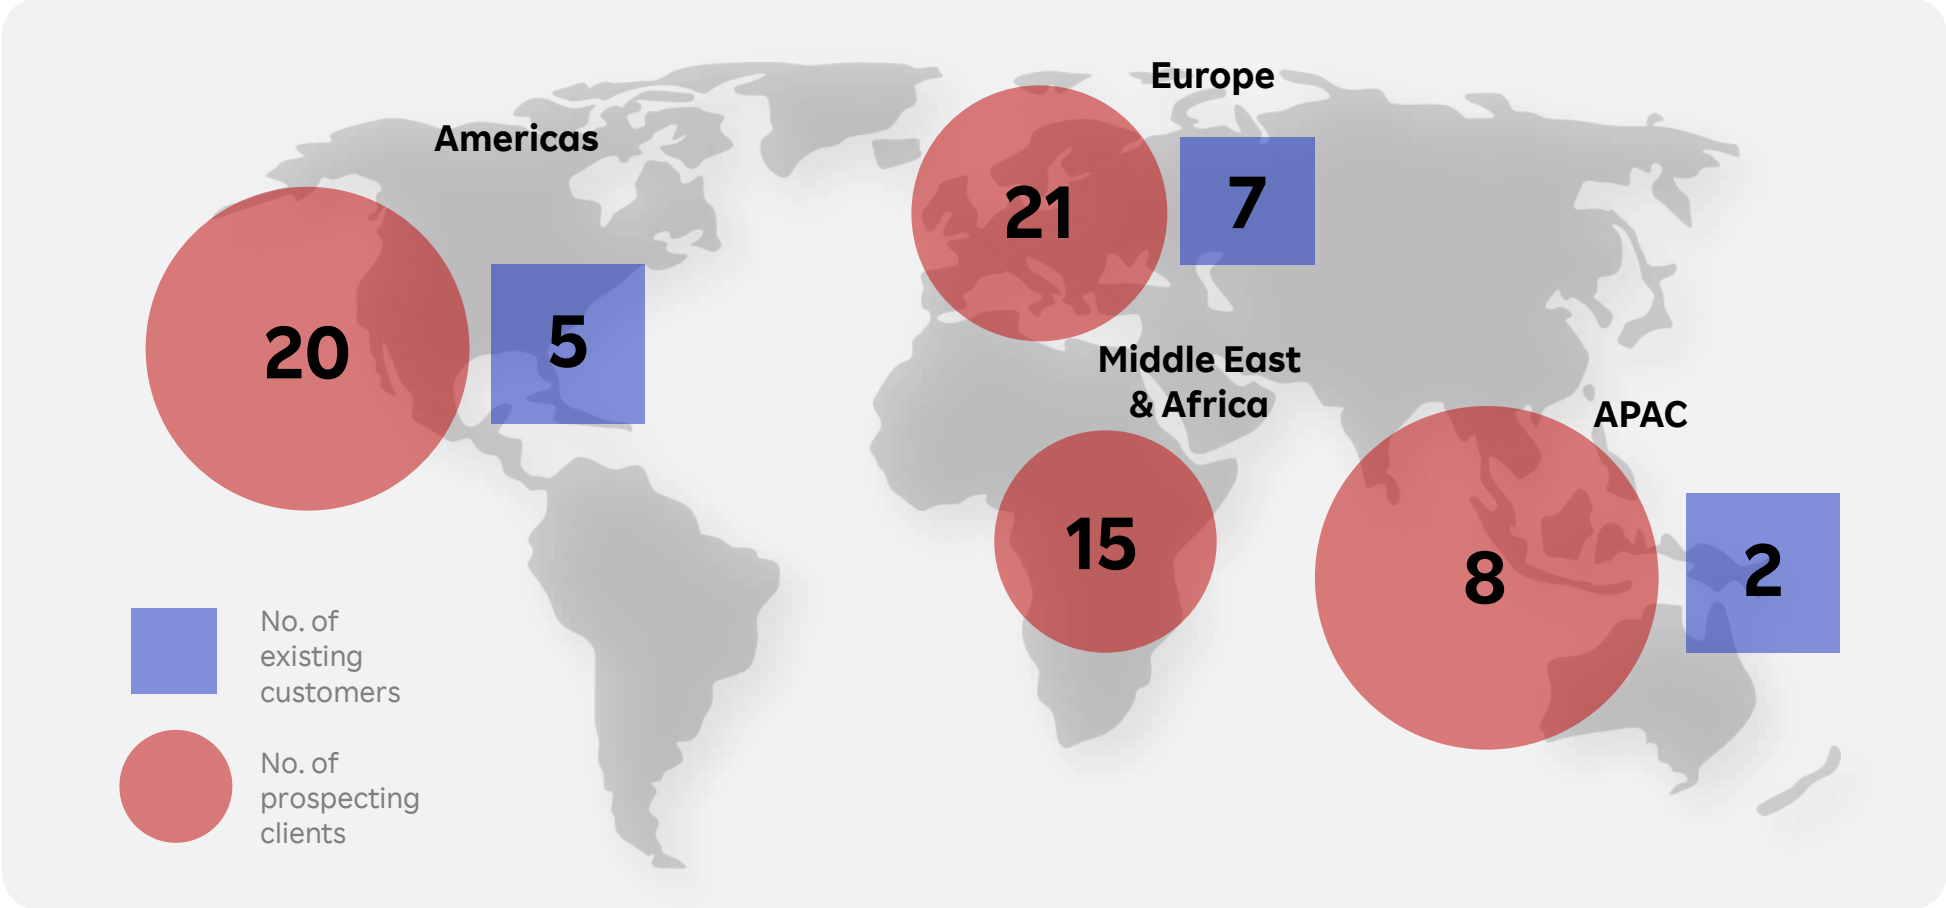 Europe
Americas
21
7
20
5
Middle East
& Africa
APAC
15
8
2
No. of
existing
customers
No. of
prospecting
clients